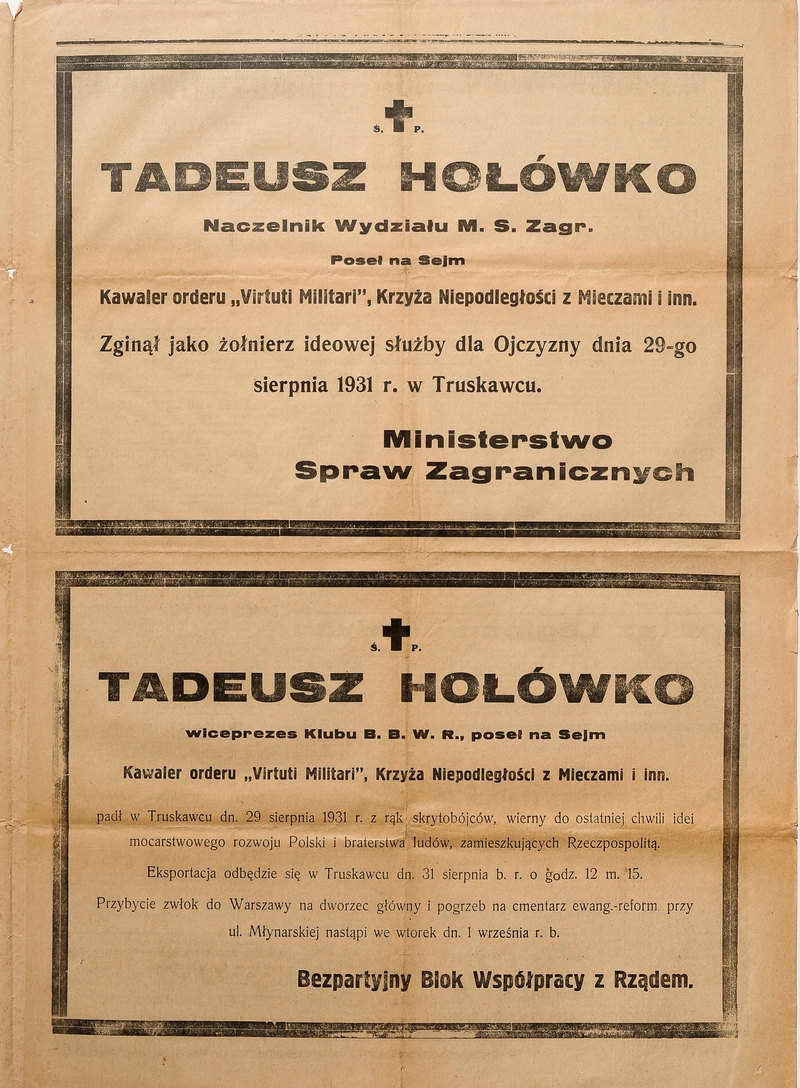 Ś. P.
TADEUSZ HOŁÓWKO
Naczelnik Wydziału M. S. Zagr.
Poseł na Sejm
Kawaler orderu „Virtuti Militari”, Krzyża Niepodległości z Mieczami i inn.
Zginął jako żołnierz ideowej służby dla Ojczyzny dnia 29-go
sierpnia 1931 r. w Truskawcu.
Ministerstwo
Spraw Zagranicznych
Ś. P.
TADEUSZ HOŁÓWKO
wiceprezes Klubu B. B. W. R., poseł na Sejm
Kawaler orderu „Virtuti Militari”, Krzyża Niepodległości z Mieczami i inn.
padł w Truskawcu dn. 29 sierpnia 1931 r. z rąk skrytobójców, wierny do ostatniej chwili idei
mocarstwowego rozwoju Polski i braterstwa ludów, zamieszkujących Rzeczpospolitą.
Eksportacja odbędzie się w Truskawcu dn. 31 sierpnia b. r. o godz. 12 m. 15.
Przybycie zwłok do Warszawy na dworzec główny i pogrzeb na cmentarz ewang.-reform. przy
ul. Młynarskiej nastąpi we wtorek dn. 1 września r. b.
Bezpartyjny Blok Współpracy z Rządem.